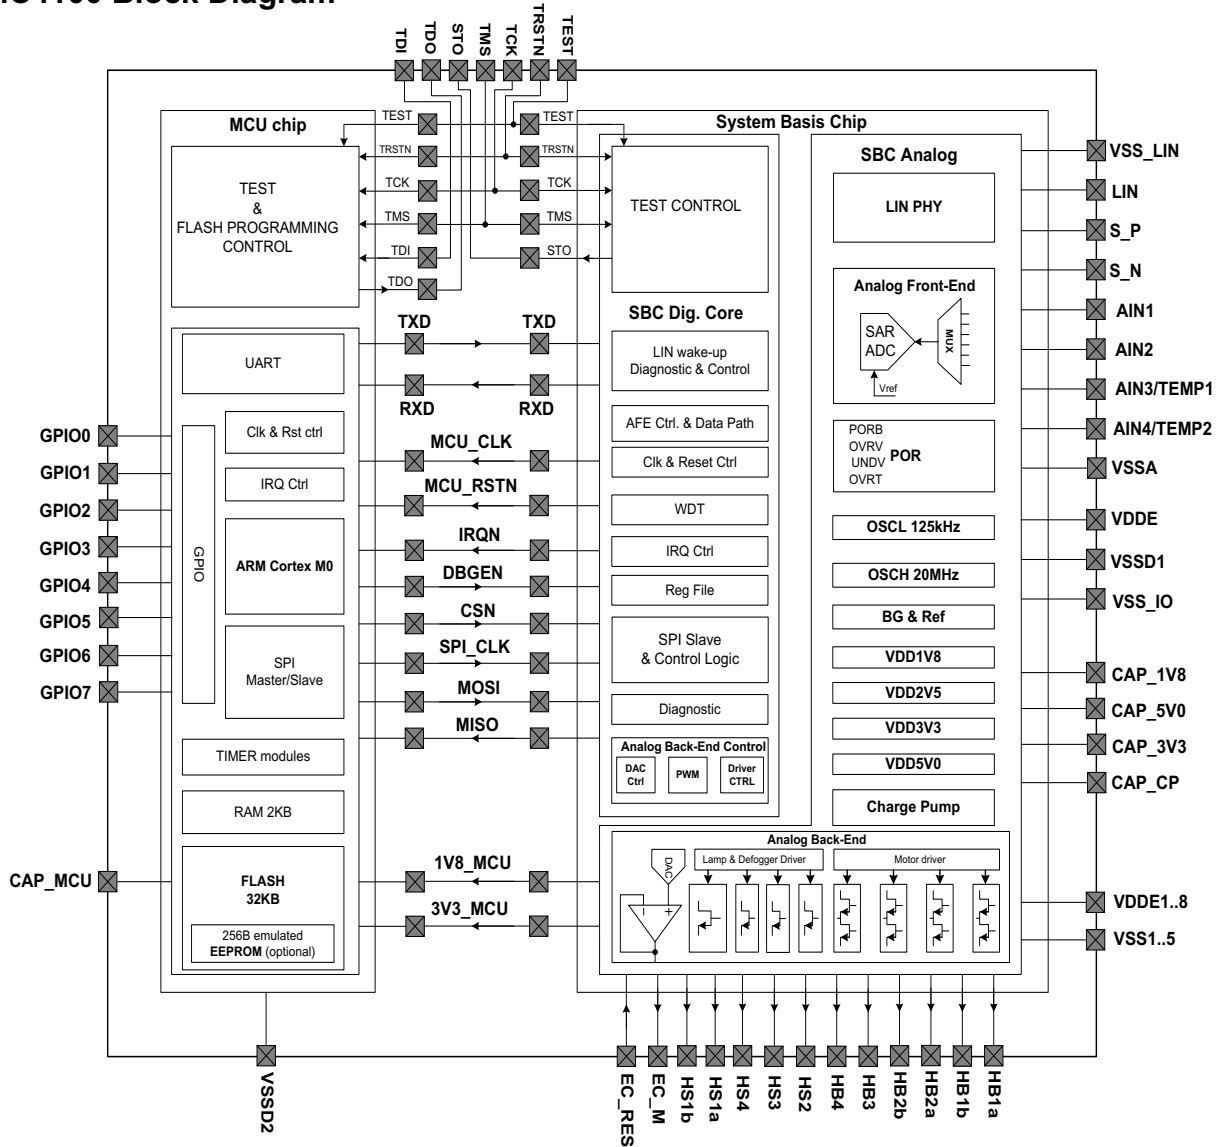 Block Diagram
TDI
TDO
STO
TMS
TCK
TRSTN
TEST
MCU chip
TEST
TEST
System Basis Chip
TRSTN
TRSTN
TCK
TCK
TMS
TMS
TDI
STO
TDO
TEST
&
FLASH PROGRAMMING
CONTROL
TEST CONTROL
SBC Analog
LIN PHY
Analog Front-End
SAR
ADC
MUX
Vref
PORB
OVRV
UNDV
OVRT
POR
OSCL 125kHz
OSCH 20MHz
BG & Ref
VDD1V8
VDD2V5
VDD3V3
VDD5V0
Charge Pump
SBC Dig. Core
LIN wake-up
Diagnostic & Control
AFE Ctrl. & Data Path
Clk & Reset Ctrl
WDT
IRQ Ctrl
Reg File
SPI Slave
& Control Logic
Diagnostic
Analog Back-End Control
DAC
Ctrl
PWM
Driver
CTRL
UART
Clk & Rst ctrl
IRQ Ctrl
GPIO
ARM Cortex M0
SPI
Master/Slave
TIMER modules
RAM 2KB
FLASH
32KB
256B emulated
EEPROM (optional)
TXD
TXD
RXD
RXD
MCU_CLK
MCU_RSTN
IRQN
DBGEN
CSN
SPI_CLK
MOSI
MISO
1V8_MCU
3V3_MCU
Analog Back-End
DAC
Lamp & Defogger Driver
Motor driver
−
+
GPIO0
GPIO1
GPIO2
GPIO3
GPIO4
GPIO5
GPIO6
GPIO7
CAP_MCU
VSS_LIN
LIN
S_P
S_N
AIN1
AIN2
AIN3/TEMP1
AIN4/TEMP2
VSSA
VDDE
VSSD1
VSS_IO
CAP_1V8
CAP_5V0
CAP_3V3
CAP_CP
VDDE1..8
VSS1..5
VSSD2
EC_RES
EC_M
HS1b
HS1a
HS4
HS3
HS2
HB4
HB3
HB2b
HB2a
HB1b
HB1a